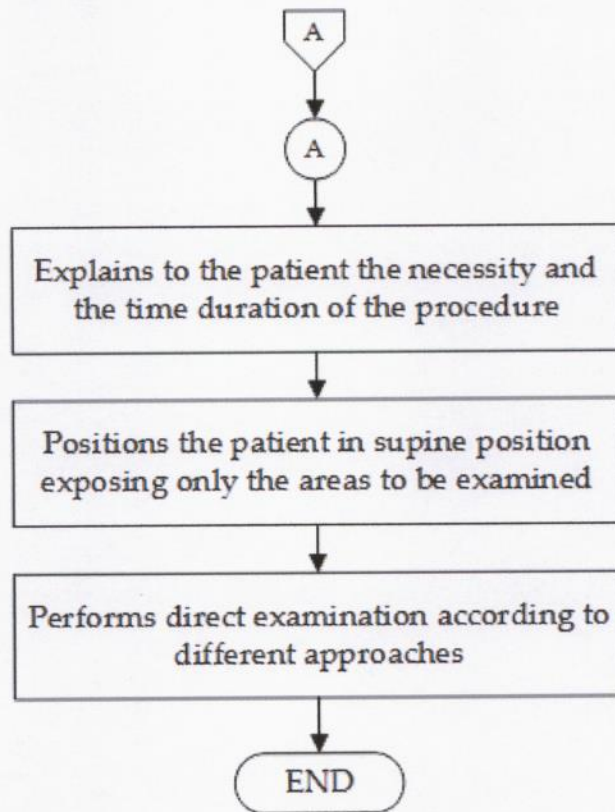 A
A
Explains to the patient the necessity and
the time duration of the procedure
Positions the patient in supine position
exposing only the areas to be examined
Performs direct examination according to
different approaches
END